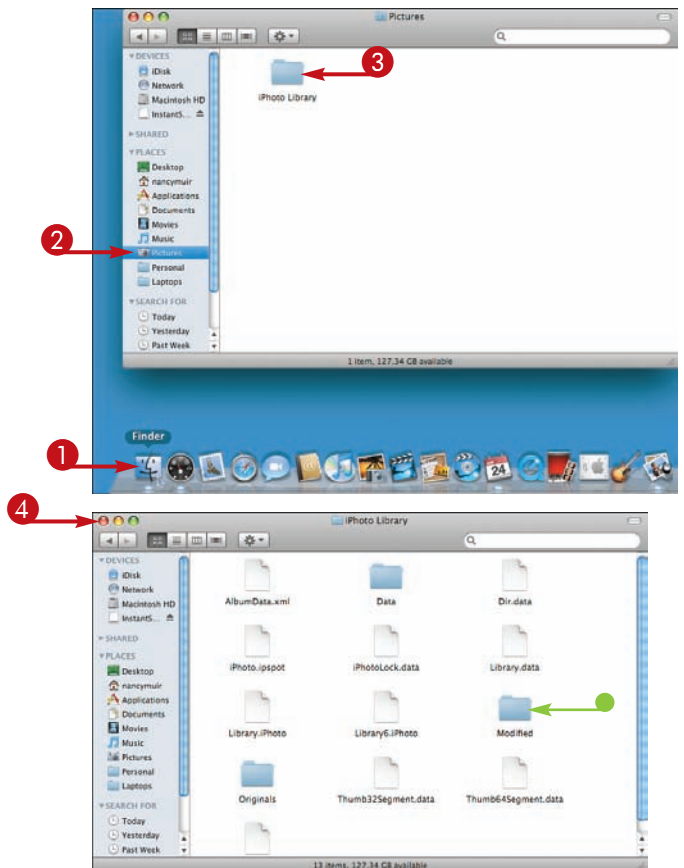 Pictures
DEVICES
iDisk
Network
Macintosh HD
InstantS...
SHARED
PLACES
Desktop
nancymuir
Applications
Documents
Movies
Music
Pictures
Personal
Laptops
SEARCH FOR
Today
Yesterday
Past Week
3
iPhoto Library
2
1 item, 127.34 GB available
Finder
1
24
4
iPhoto Library
DEVICES
iDisk
Network
Macintosh HD
InstantS...
SHARED
PLACES
Desktop
nancymuir
Applications
Documents
Movies
Music
Pictures
Personal
Laptops
SEARCH FOR
Today
Yesterday
Past Week
AlbumData.xml
Data
Dir.data
iPhoto.ipspot
iPhotoLock.data
Library.data
Library.iPhoto
Library6.iPhoto
Modified
Originals
Thumb32Segment.data
Thumb64Segment.data
13 items, 127.34 GB available